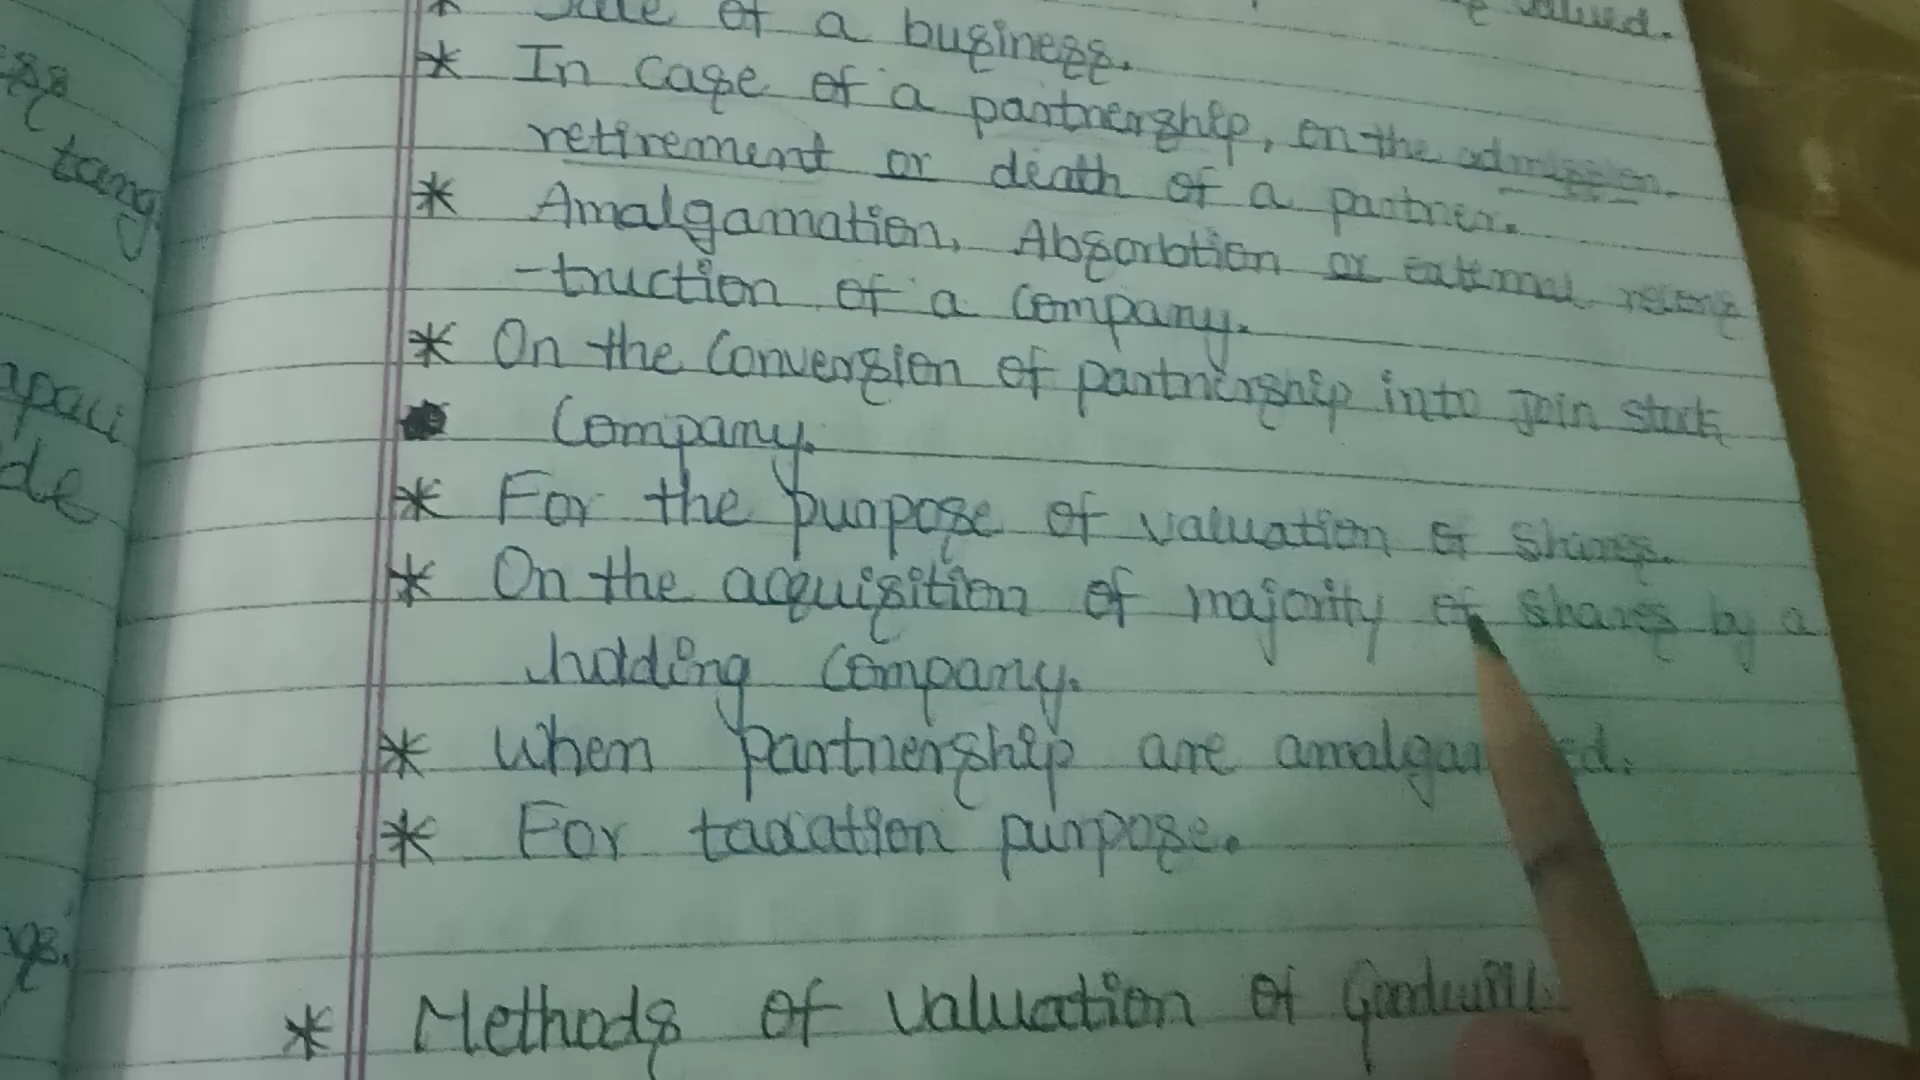 valued.
* Sale of a business.
* In case of a partnership, on the admission.
retirement or death of a partner.
* Amalgamation, Absorbtion or external recons
-truction of a Company.
* On the Conversion of partnership into join stock
Company.
* For the purpose of valuation of shares.
* On the acquisition of majority of shares by a
holding Company.
* When partnership are amalgamated.
* For taxation purpose.
* Methods of Valuation of Goodwill